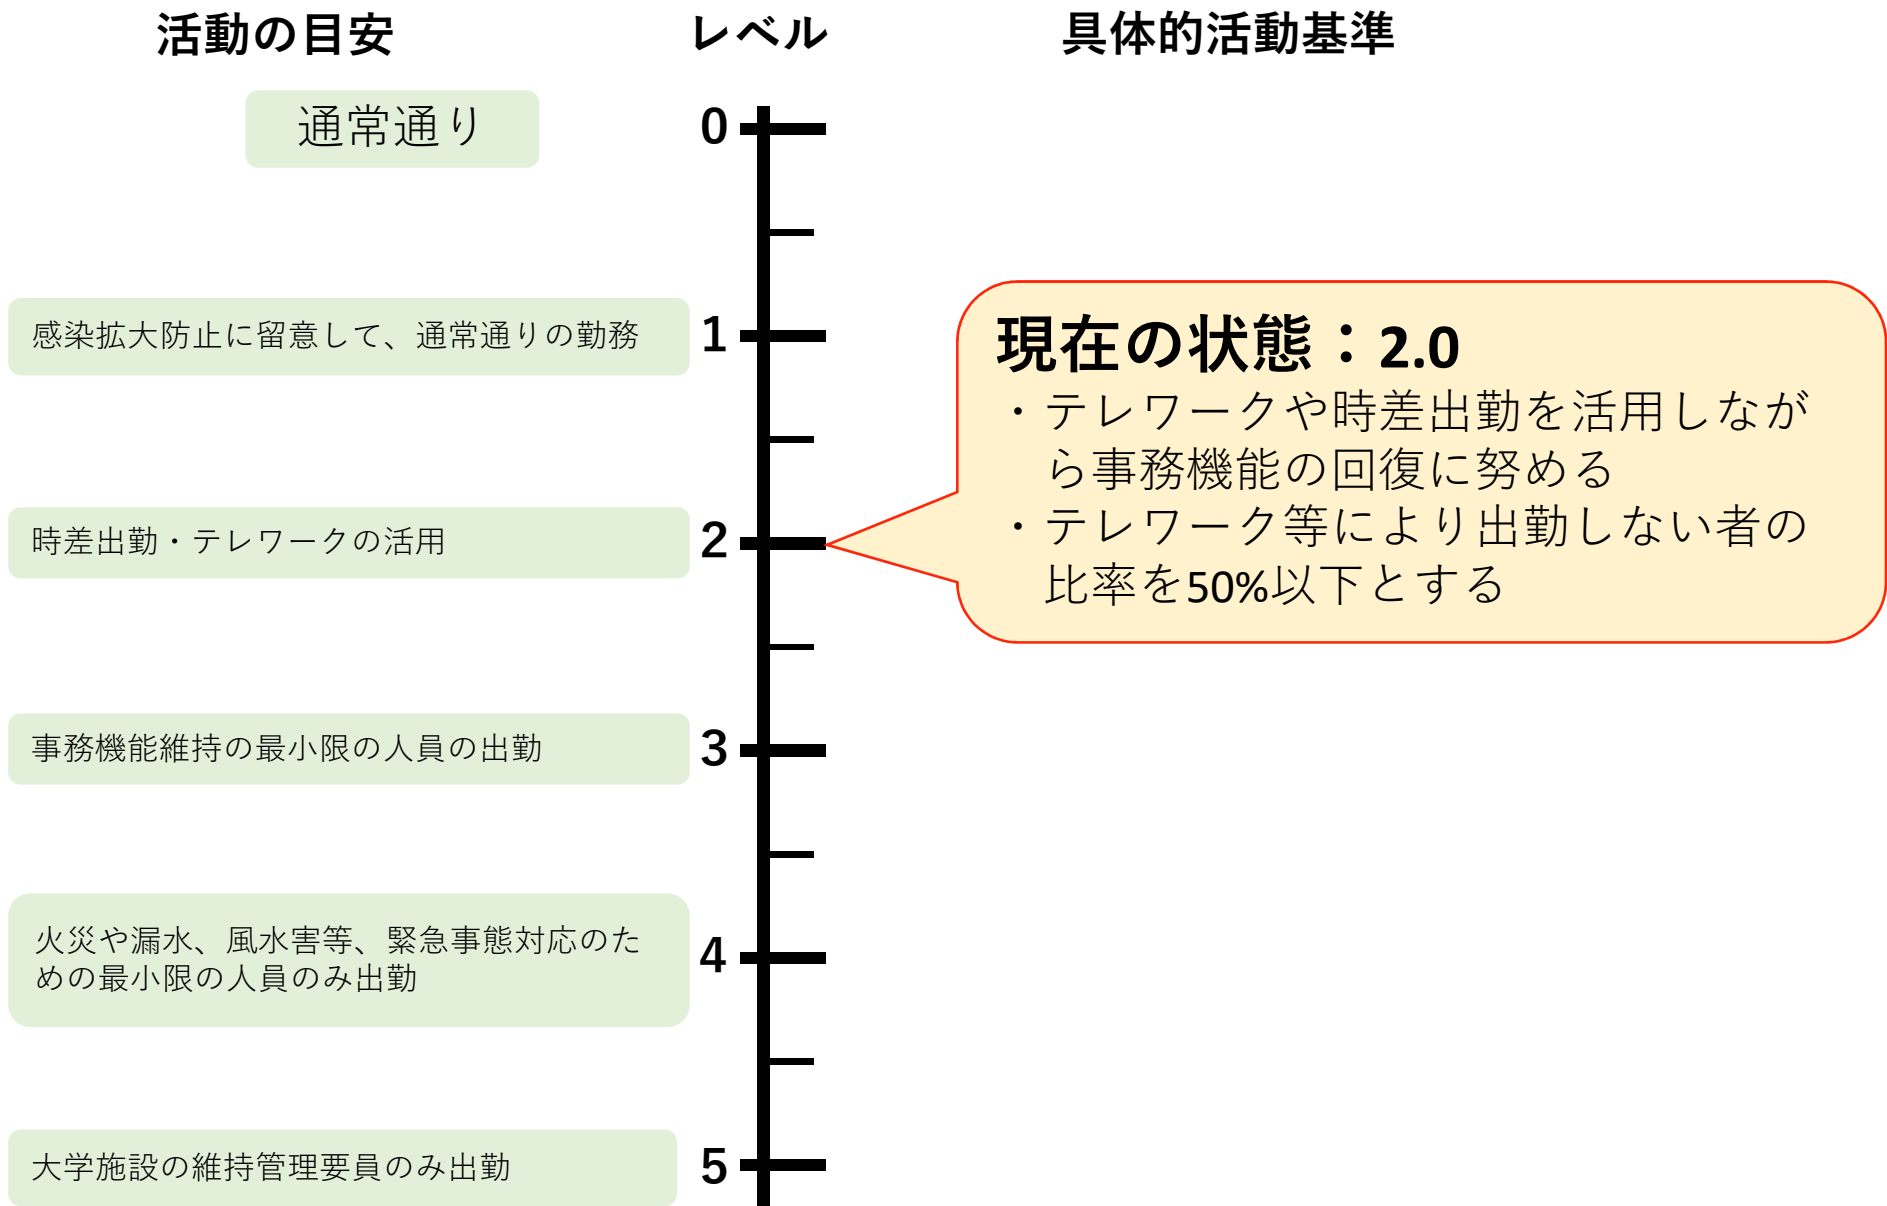 活動の目安 レベル 具体的活動基準
通常通り 0
感染拡大防止に留意して、通常通りの勤務 1
現在の状態：2.0
・テレワークや時差出勤を活用しなが
ら事務機能の回復に努める
・テレワーク等により出勤しない者の
比率を50%以下とする
時差出勤・テレワークの活用 2
事務機能維持の最小限の人員の出勤 3
火災や漏水、風水害等、緊急事態対応のた
めの最小限の人員のみ出勤 4
大学施設の維持管理要員のみ出勤 5